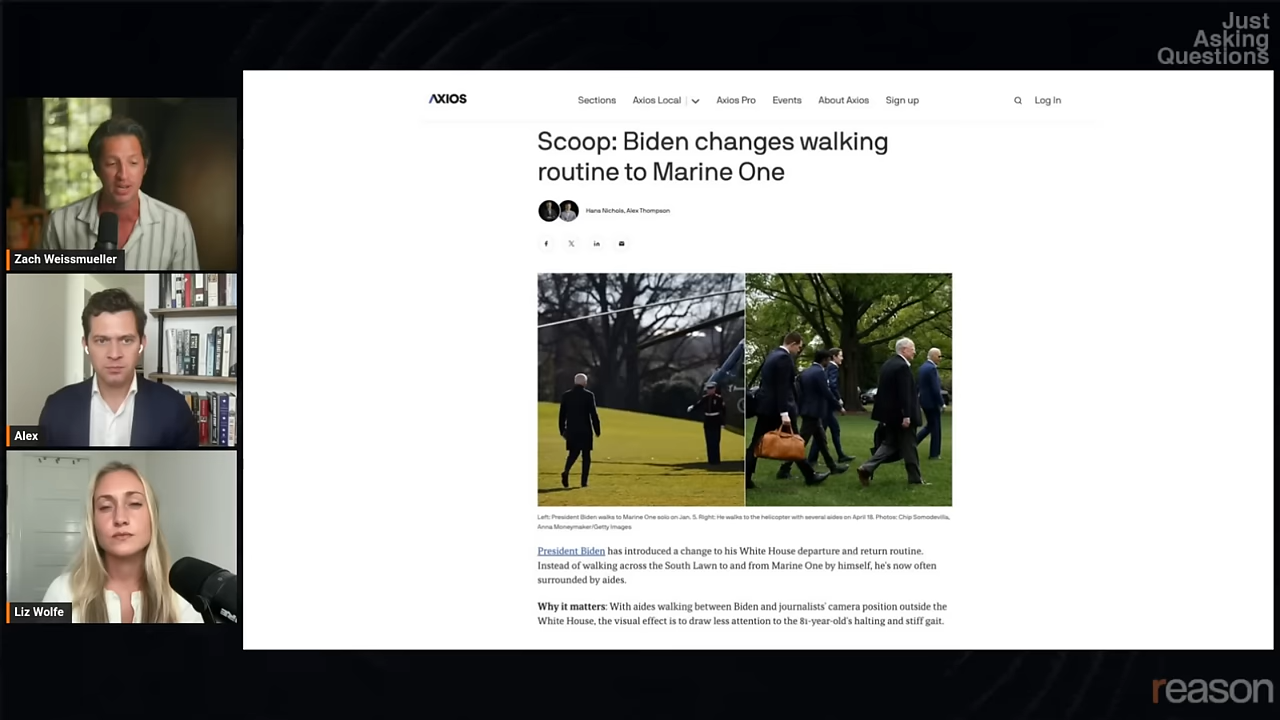 Just
Asking
Questions
AXIOS
Sections
Axios Local
Axios Pro
Events
About Axios
Sign up
Log In
Scoop: Biden changes walking
routine to Marine One
Hans Nichols, Alex Thompson
Left: President Biden walks to Marine One solo on Jan. 5. Right: He walks to the helicopter with several aides on April 18. Photos: Chip Somodevilla,
Anna Moneymaker/Getty Images
President Biden has introduced a change to his White House departure and return routine.
Instead of walking across the South Lawn to and from Marine One by himself, he's now often
surrounded by aides.
Why it matters: With aides walking between Biden and journalists' camera position outside the
White House, the visual effect is to draw less attention to the 81-year-old's halting and stiff gait.
Zach Weissmueller
Alex
Liz Wolfe
reason